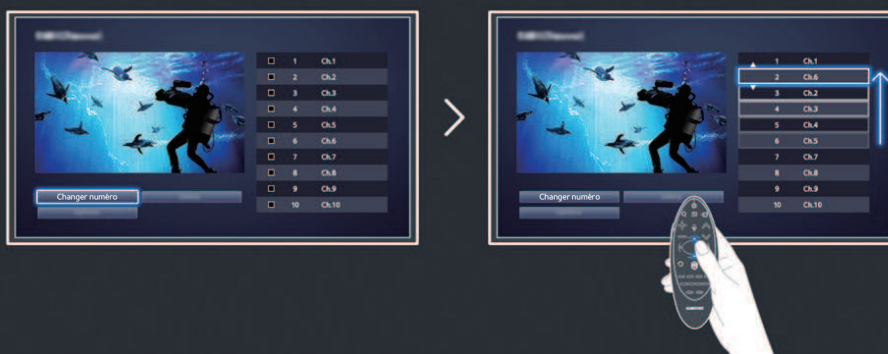 1 Ch.1
2 Ch.2
3 Ch.3
4 Ch.4
5 Ch.5
6 Ch.6
7 Ch.7
8 Ch.8
9 Ch.9
10 Ch.10
Changer numéro
1 Ch.1
2 Ch.6
3 Ch.2
4 Ch.3
5 Ch.4
6 Ch.5
7 Ch.7
8 Ch.8
9 Ch.9
10 Ch.10
Changer numéro